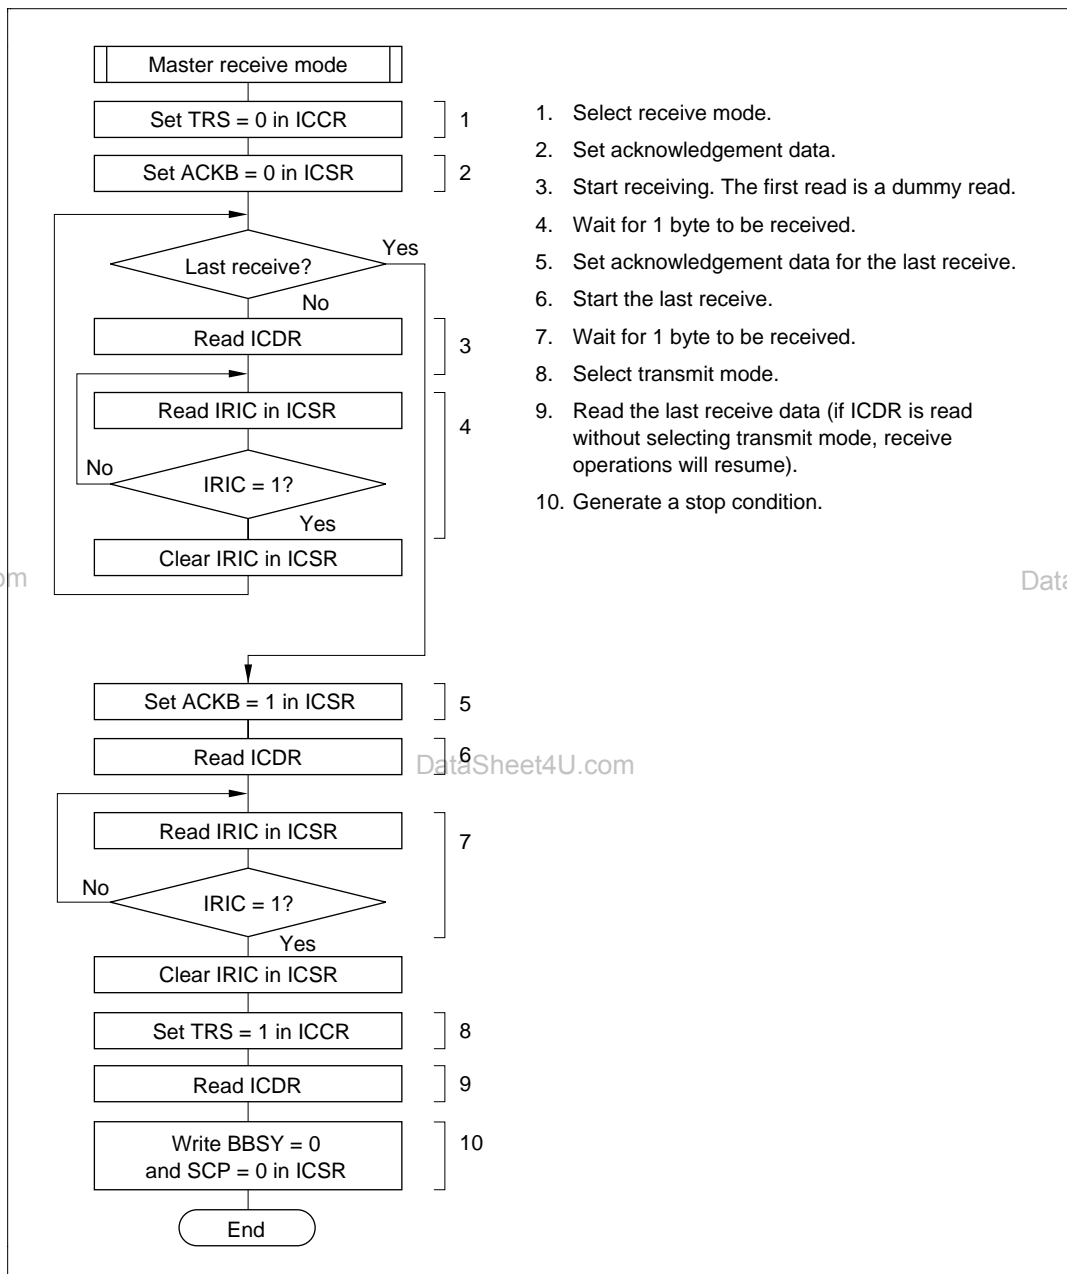 Master receive mode
Set TRS = 0 in ICCR
1
Set ACKB = 0 in ICSR
2
Last receive?
Yes
No
Read ICDR
3
Read IRIC in ICSR
4
No
IRIC = 1?
Yes
Clear IRIC in ICSR
Set ACKB = 1 in ICSR
5
Read ICDR
6
Read IRIC in ICSR
7
No
IRIC = 1?
Yes
Clear IRIC in ICSR
Set TRS = 1 in ICCR
8
Read ICDR
9
Write BBSY = 0
and SCP = 0 in ICSR
10
End
1. Select receive mode.
2. Set acknowledgement data.
3. Start receiving. The first read is a dummy read.
4. Wait for 1 byte to be received.
5. Set acknowledgement data for the last receive.
6. Start the last receive.
7. Wait for 1 byte to be received.
8. Select transmit mode.
9. Read the last receive data (if ICDR is read
without selecting transmit mode, receive
operations will resume).
10. Generate a stop condition.
om
Data
DataSheet4U.com